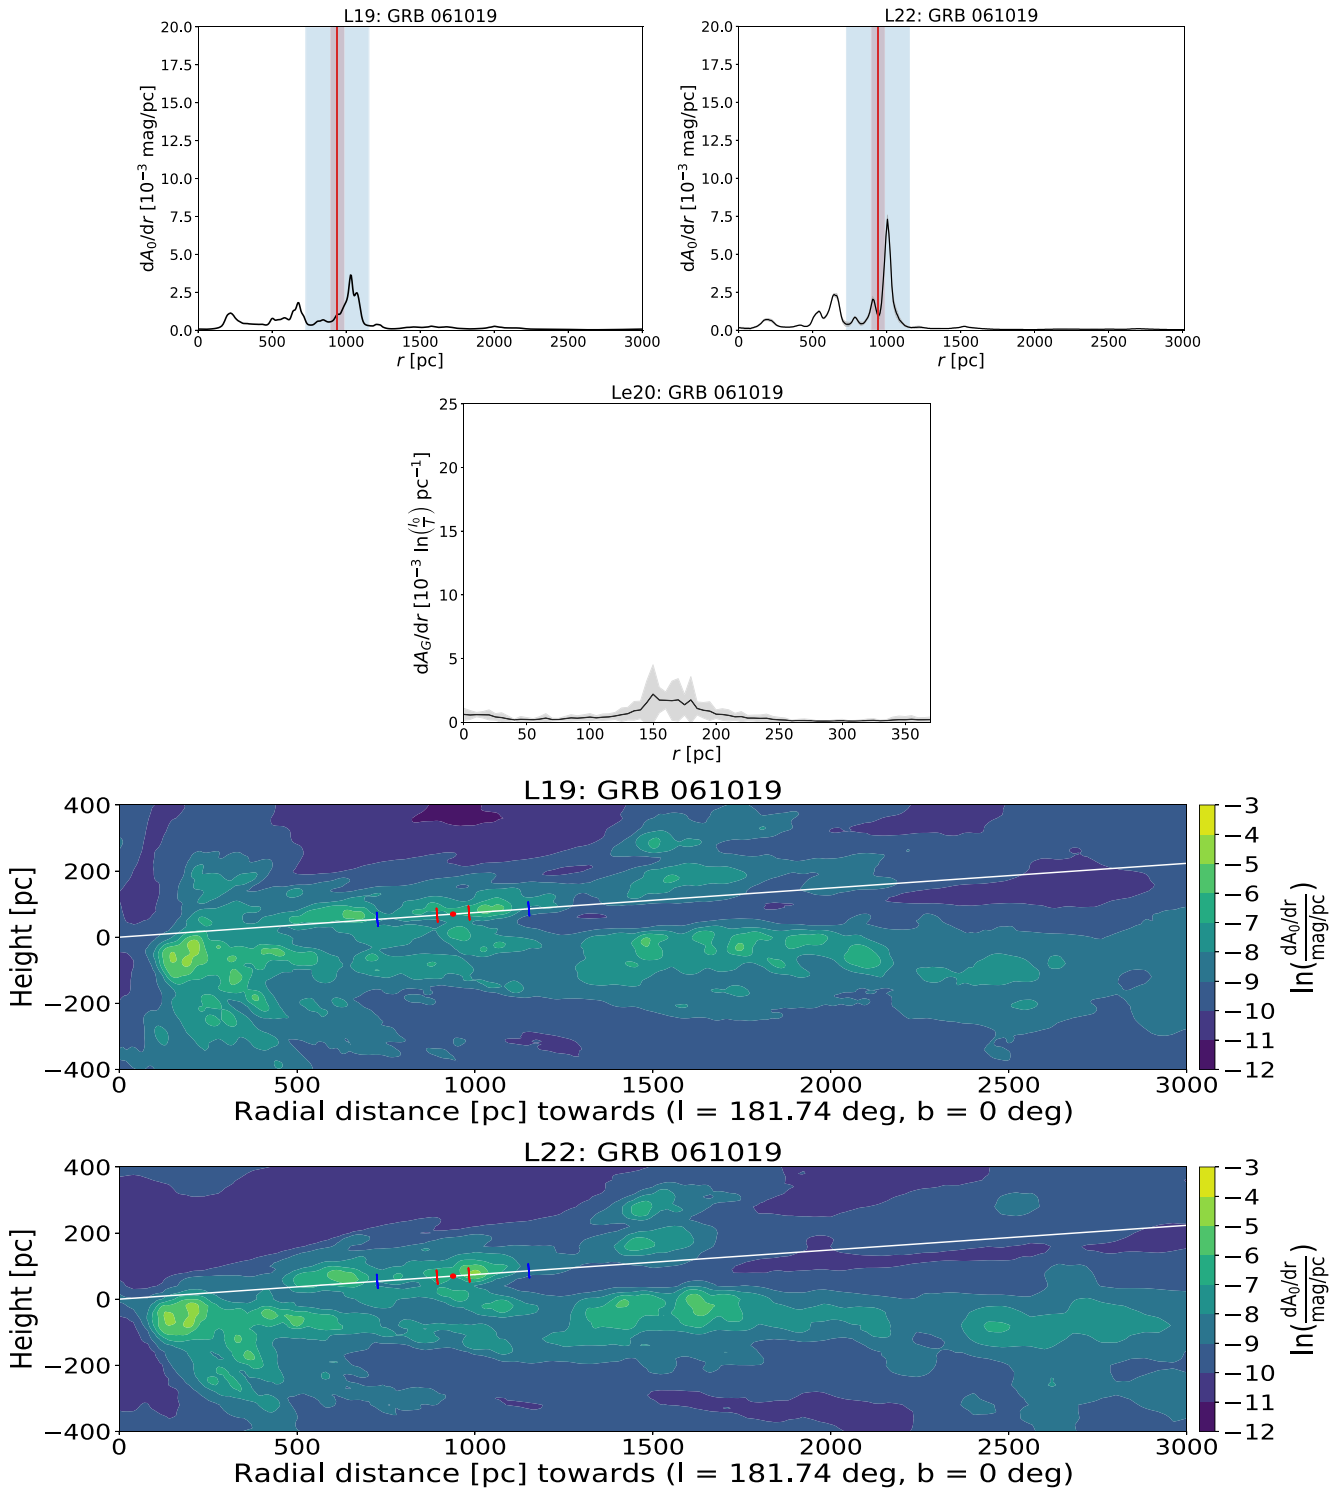 L19: GRB 061019
20.0
17.5
15.0
12.5
10.0
7.5
5.0
2.5
0.0
dA₀/dr [10⁻³ mag/pc]
0 500 1000 1500 2000 2500 3000
r [pc]
L22: GRB 061019
20.0
17.5
15.0
12.5
10.0
7.5
5.0
2.5
0.0
dA₀/dr [10⁻³ mag/pc]
0 500 1000 1500 2000 2500 3000
r [pc]
Le20: GRB 061019
25
20
15
10
5
0
dA_G/dr [10⁻³ ln(I₀/I) pc⁻¹]
0 50 100 150 200 250 300 350
r [pc]
L19: GRB 061019
400
200
0
−200
−400
Height [pc]
0 500 1000 1500 2000 2500 3000
Radial distance [pc] towards (l = 181.74 deg, b = 0 deg)
−3
−4
−5
−6
−7
−8
−9
−10
−11
−12
ln(dA₀/dr / mag/pc)
L22: GRB 061019
400
200
0
−200
−400
Height [pc]
0 500 1000 1500 2000 2500 3000
Radial distance [pc] towards (l = 181.74 deg, b = 0 deg)
−3
−4
−5
−6
−7
−8
−9
−10
−11
−12
ln(dA₀/dr / mag/pc)